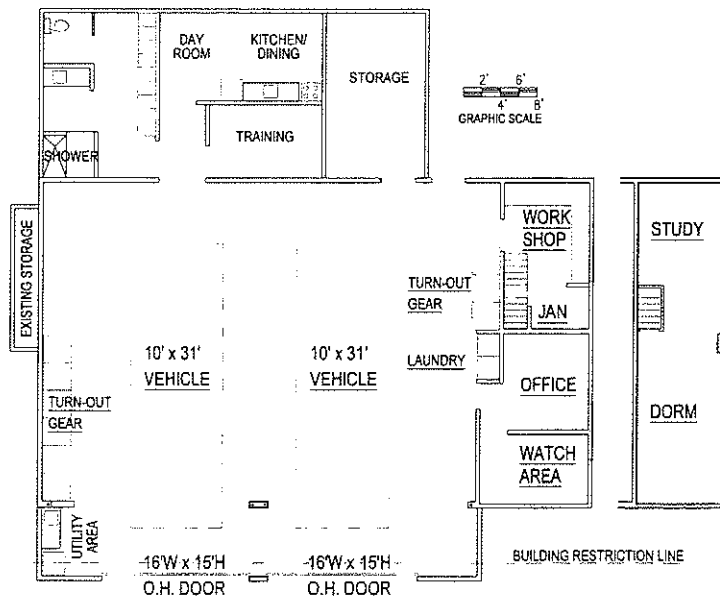 DAY
ROOM
KITCHEN/
DINING
STORAGE
2' 6'
4' 8'
GRAPHIC SCALE
TRAINING
SHOWER
EXISTING STORAGE
WORK
SHOP
STUDY
TURN-OUT
GEAR
JAN
10' x 31'
VEHICLE
10' x 31'
VEHICLE
LAUNDRY
OFFICE
TURN-OUT
GEAR
DORM
WATCH
AREA
UTILITY
AREA
16'W x 15'H
O.H. DOOR
16'W x 15'H
O.H. DOOR
BUILDING RESTRICTION LINE